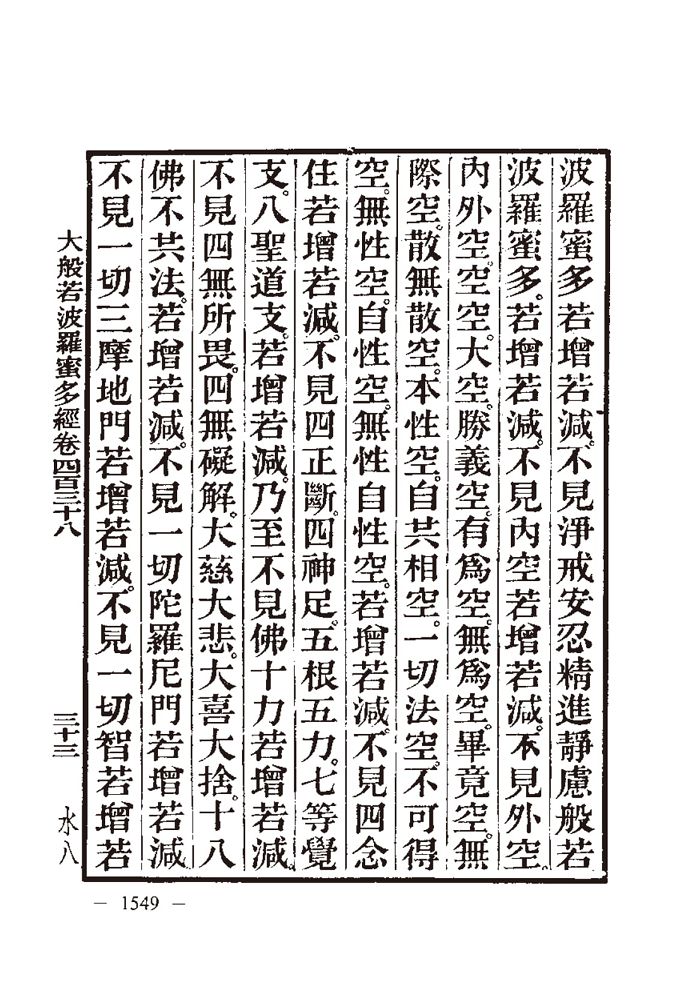 波羅蜜多若增若減。不見淨戒安忍精進靜慮般若
波羅蜜多。若增若減。不見內空若增若減。不見外空。
內外空。空空。大空。勝義空。有爲空。無爲空。畢竟空。無
際空。散無散空。本性空。自共相空。一切法空。不可得
空。無性空。自性空。無性自性空。若增若減。不見四念
住若增若減。不見四正斷。四神足。五根五力。七等覺
支。八聖道支。若增若減。乃至不見佛十力若增若減。
不見四無所畏。四無礙解。大慈大悲。大喜大捨。十八
佛不共法。若增若減。不見一切陀羅尼門若增若減
不見一切三摩地門若增若減。不見一切智若增若
大般若波羅蜜多經卷四百三十八
三十三
水八
— 1549 —